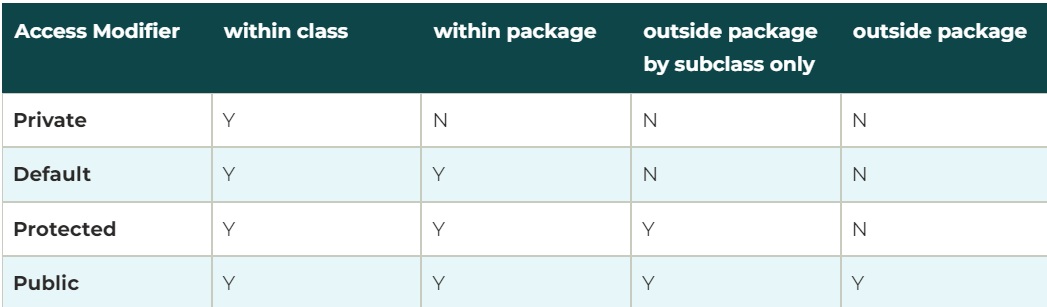 Access Modifier within class within package outside package outside package
by subclass only
Private Y N N N
Default Y Y N N
Protected Y Y Y N
Public Y Y Y Y